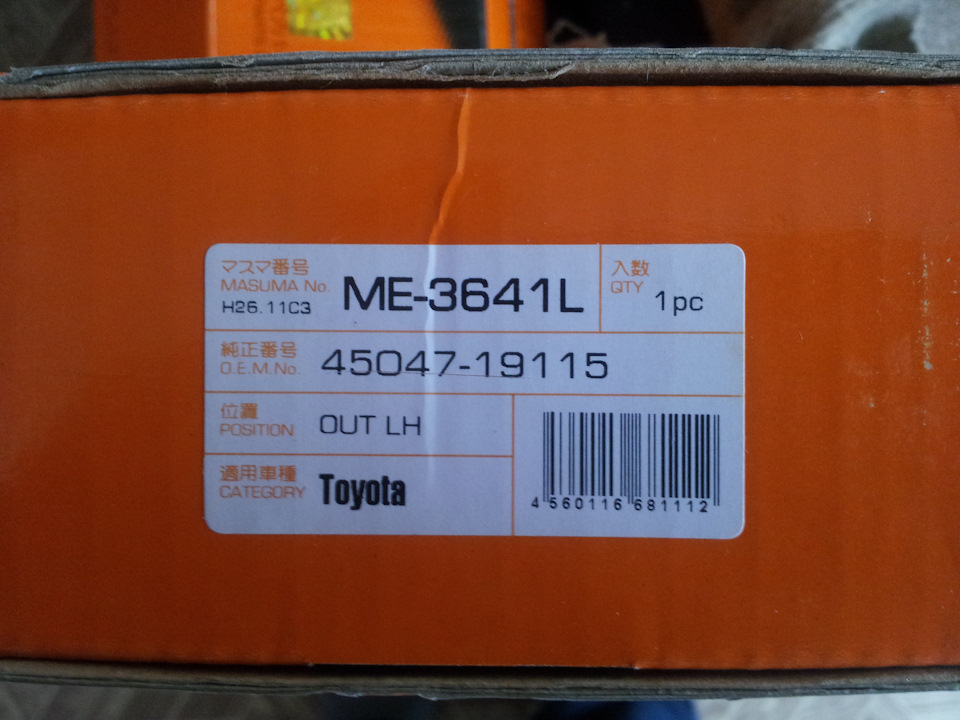 マスマ番号
MASUMA No.
H26.11C3
ME-3641L
入数
QTY
1pc
純正番号
O.E.M.No.
45047-19115
位置
POSITION
OUT LH
適用車種
CATEGORY
Toyota
4 560116 681112